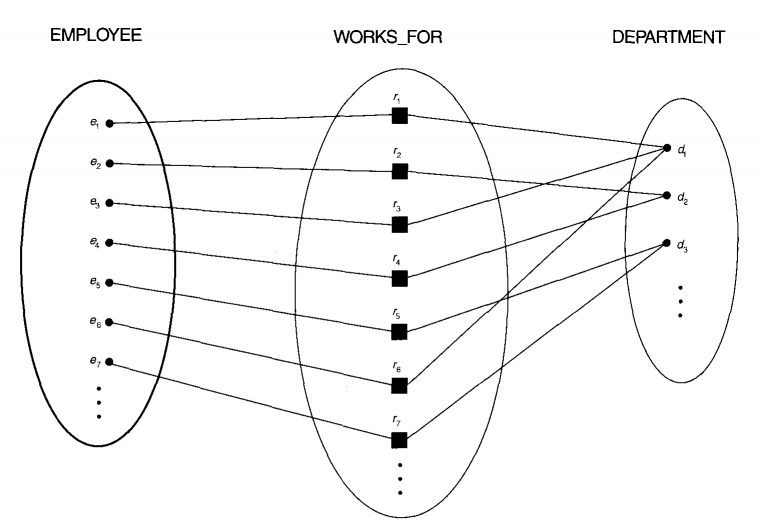 EMPLOYEE WORKS_FOR DEPARTMENT
r₁
e₁
r₂
d₁
e₂
e₃ r₃ d₂
e₄ r₄ d₃
e₅
r₅
e₆
e₇ r₆
r₇